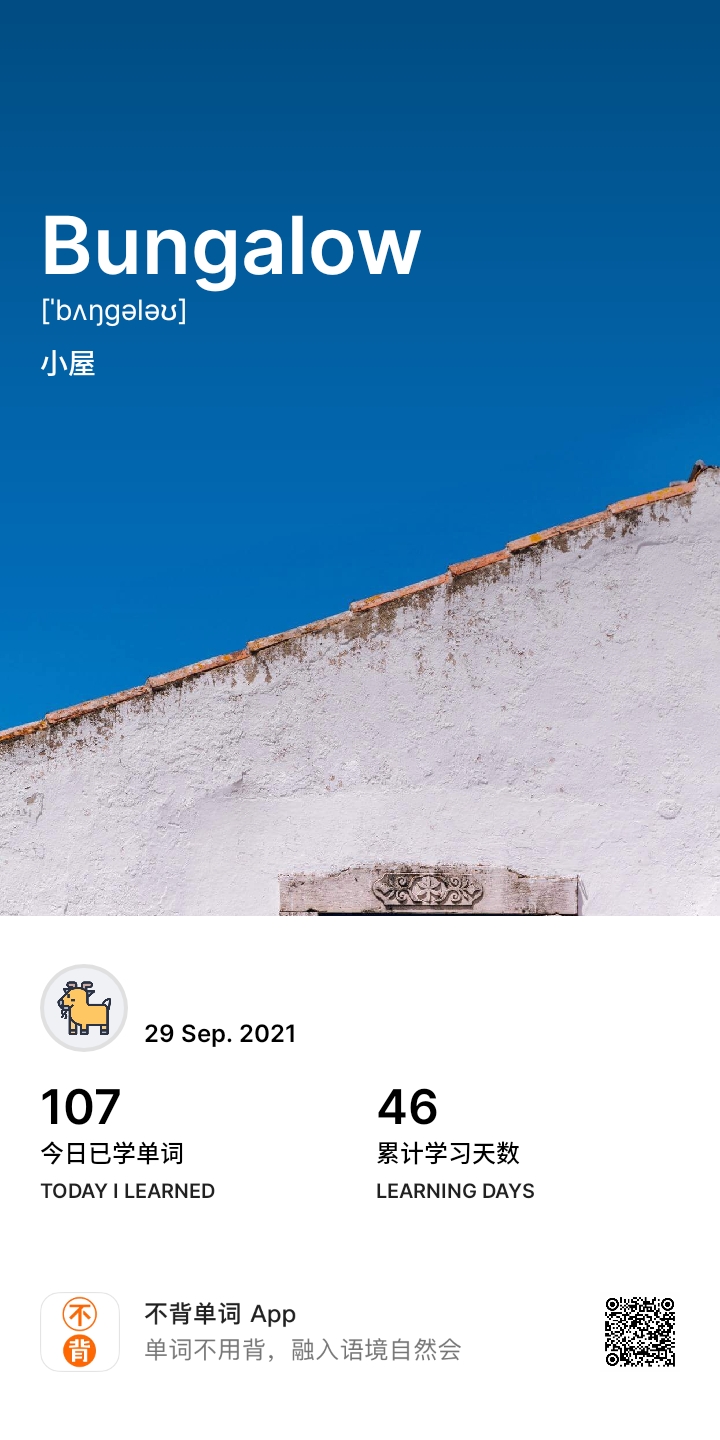 Bungalow
[ˈbʌŋgələʊ]
小屋
29 Sep. 2021
107
今日已学单词
TODAY I LEARNED
46
累计学习天数
LEARNING DAYS
不
背
不背单词 App
单词不用背，融入语境自然会